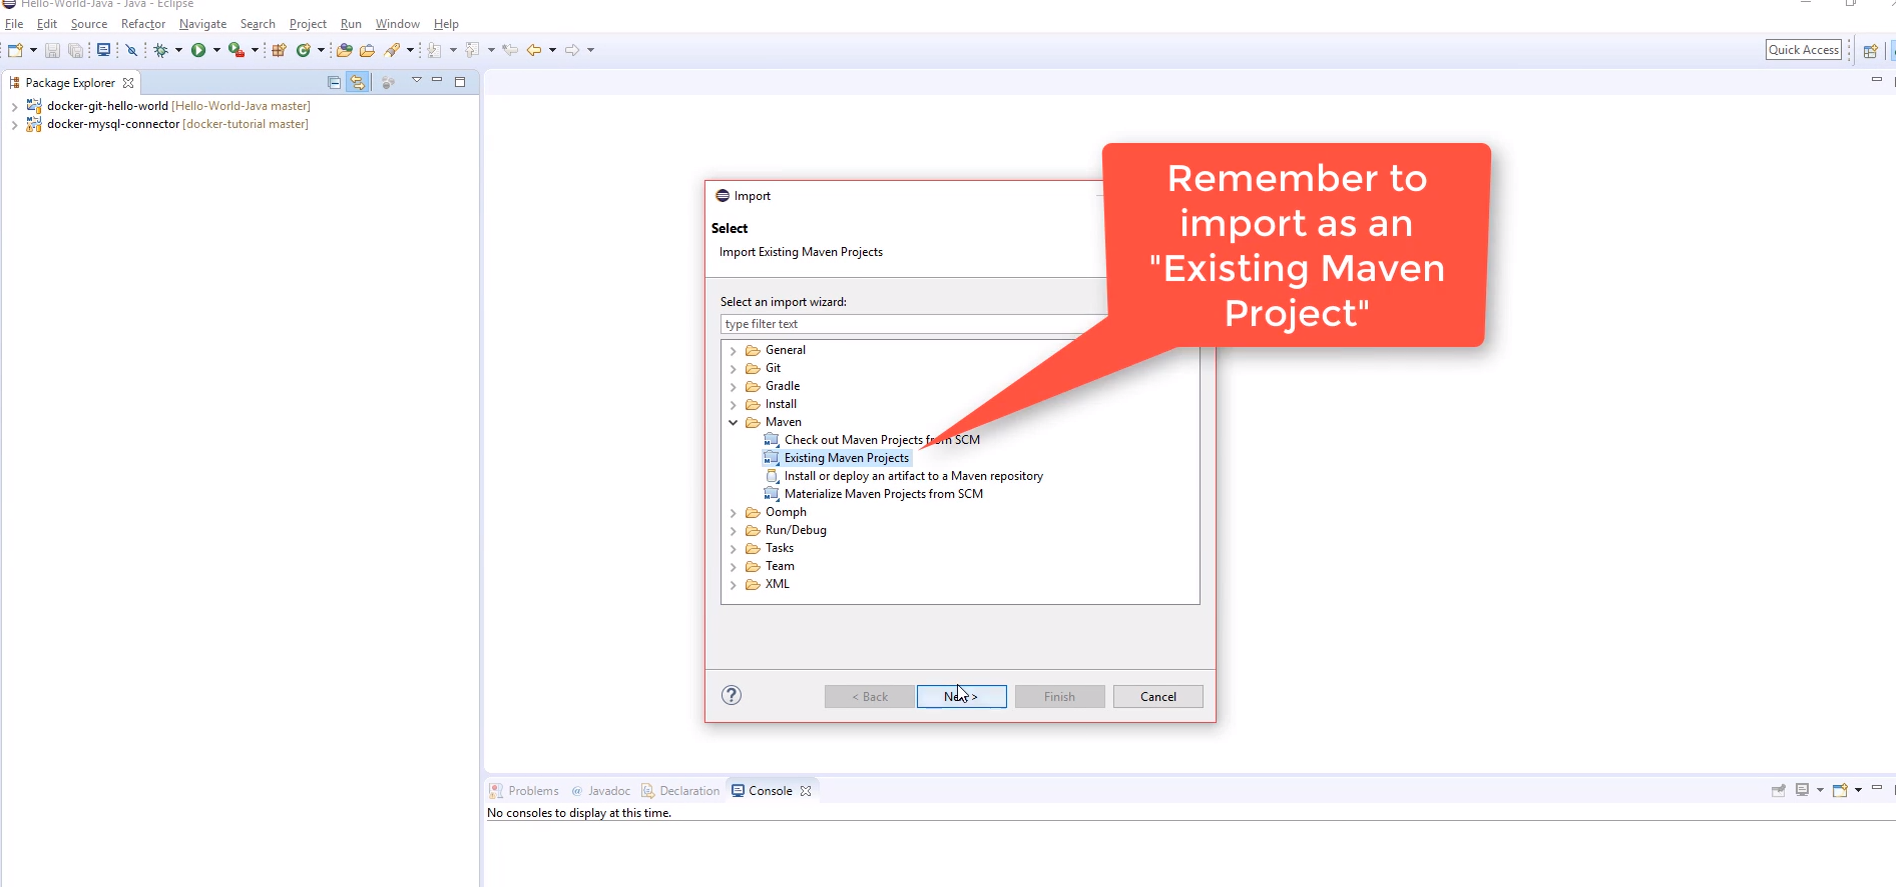 Hello-World-Java - Java - Eclipse
File Edit Source Refactor Navigate Search Project Run Window Help
Quick Access
Package Explorer
docker-git-hello-world [Hello-World-Java master]
docker-mysql-connector [docker-tutorial master]
Import
Select
Import Existing Maven Projects
Select an import wizard:
type filter text
General
Git
Gradle
Install
Maven
Check out Maven Projects from SCM
Existing Maven Projects
Install or deploy an artifact to a Maven repository
Materialize Maven Projects from SCM
Oomph
Run/Debug
Tasks
Team
XML
< Back Next > Finish Cancel
Remember to
import as an
"Existing Maven
Project"
Problems @ Javadoc Declaration Console
No consoles to display at this time.